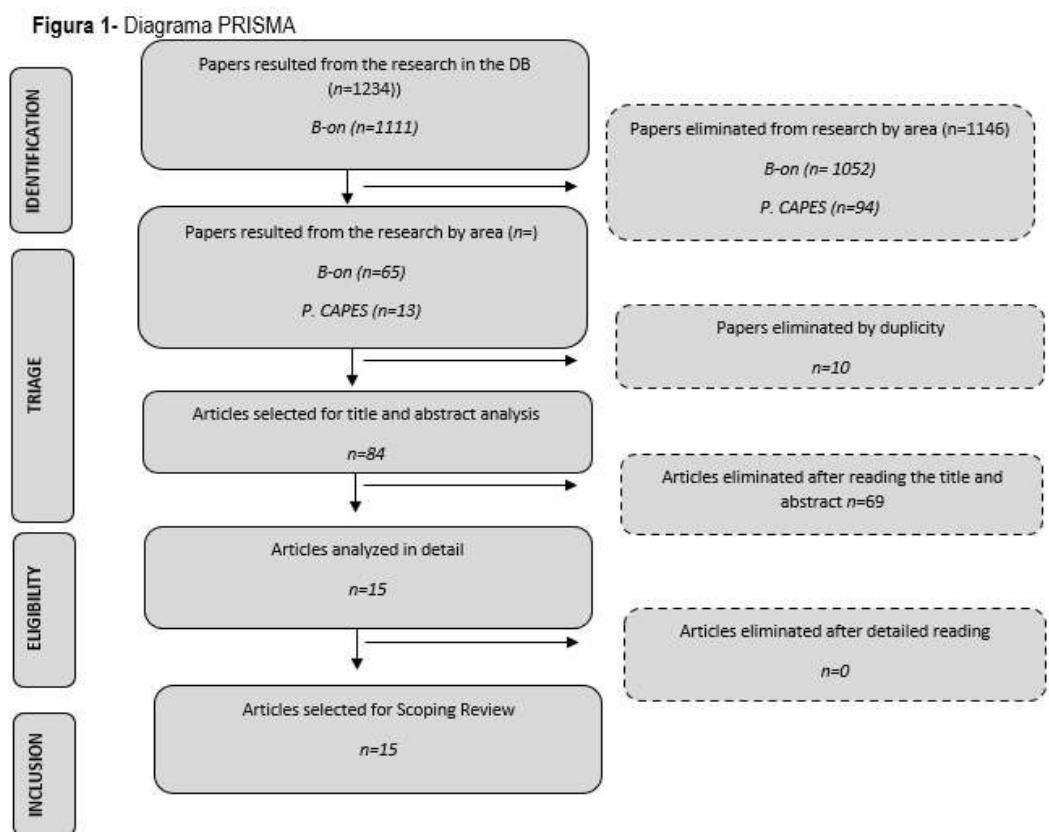 Figura 1- Diagrama PRISMA
IDENTIFICATION
Papers resulted from the research in the DB
(n=1234))
B-on (n=1111)
Papers eliminated from research by area (n=1146)
B-on (n= 1052)
P. CAPES (n=94)
Papers resulted from the research by area (n=)
B-on (n=65)
P. CAPES (n=13)
TRIAGE
Papers eliminated by duplicity
n=10
Articles selected for title and abstract analysis
n=84
Articles eliminated after reading the title and
abstract n=69
ELIGIBILITY
Articles analyzed in detail
n=15
Articles eliminated after detailed reading
n=0
INCLUSION
Articles selected for Scoping Review
n=15